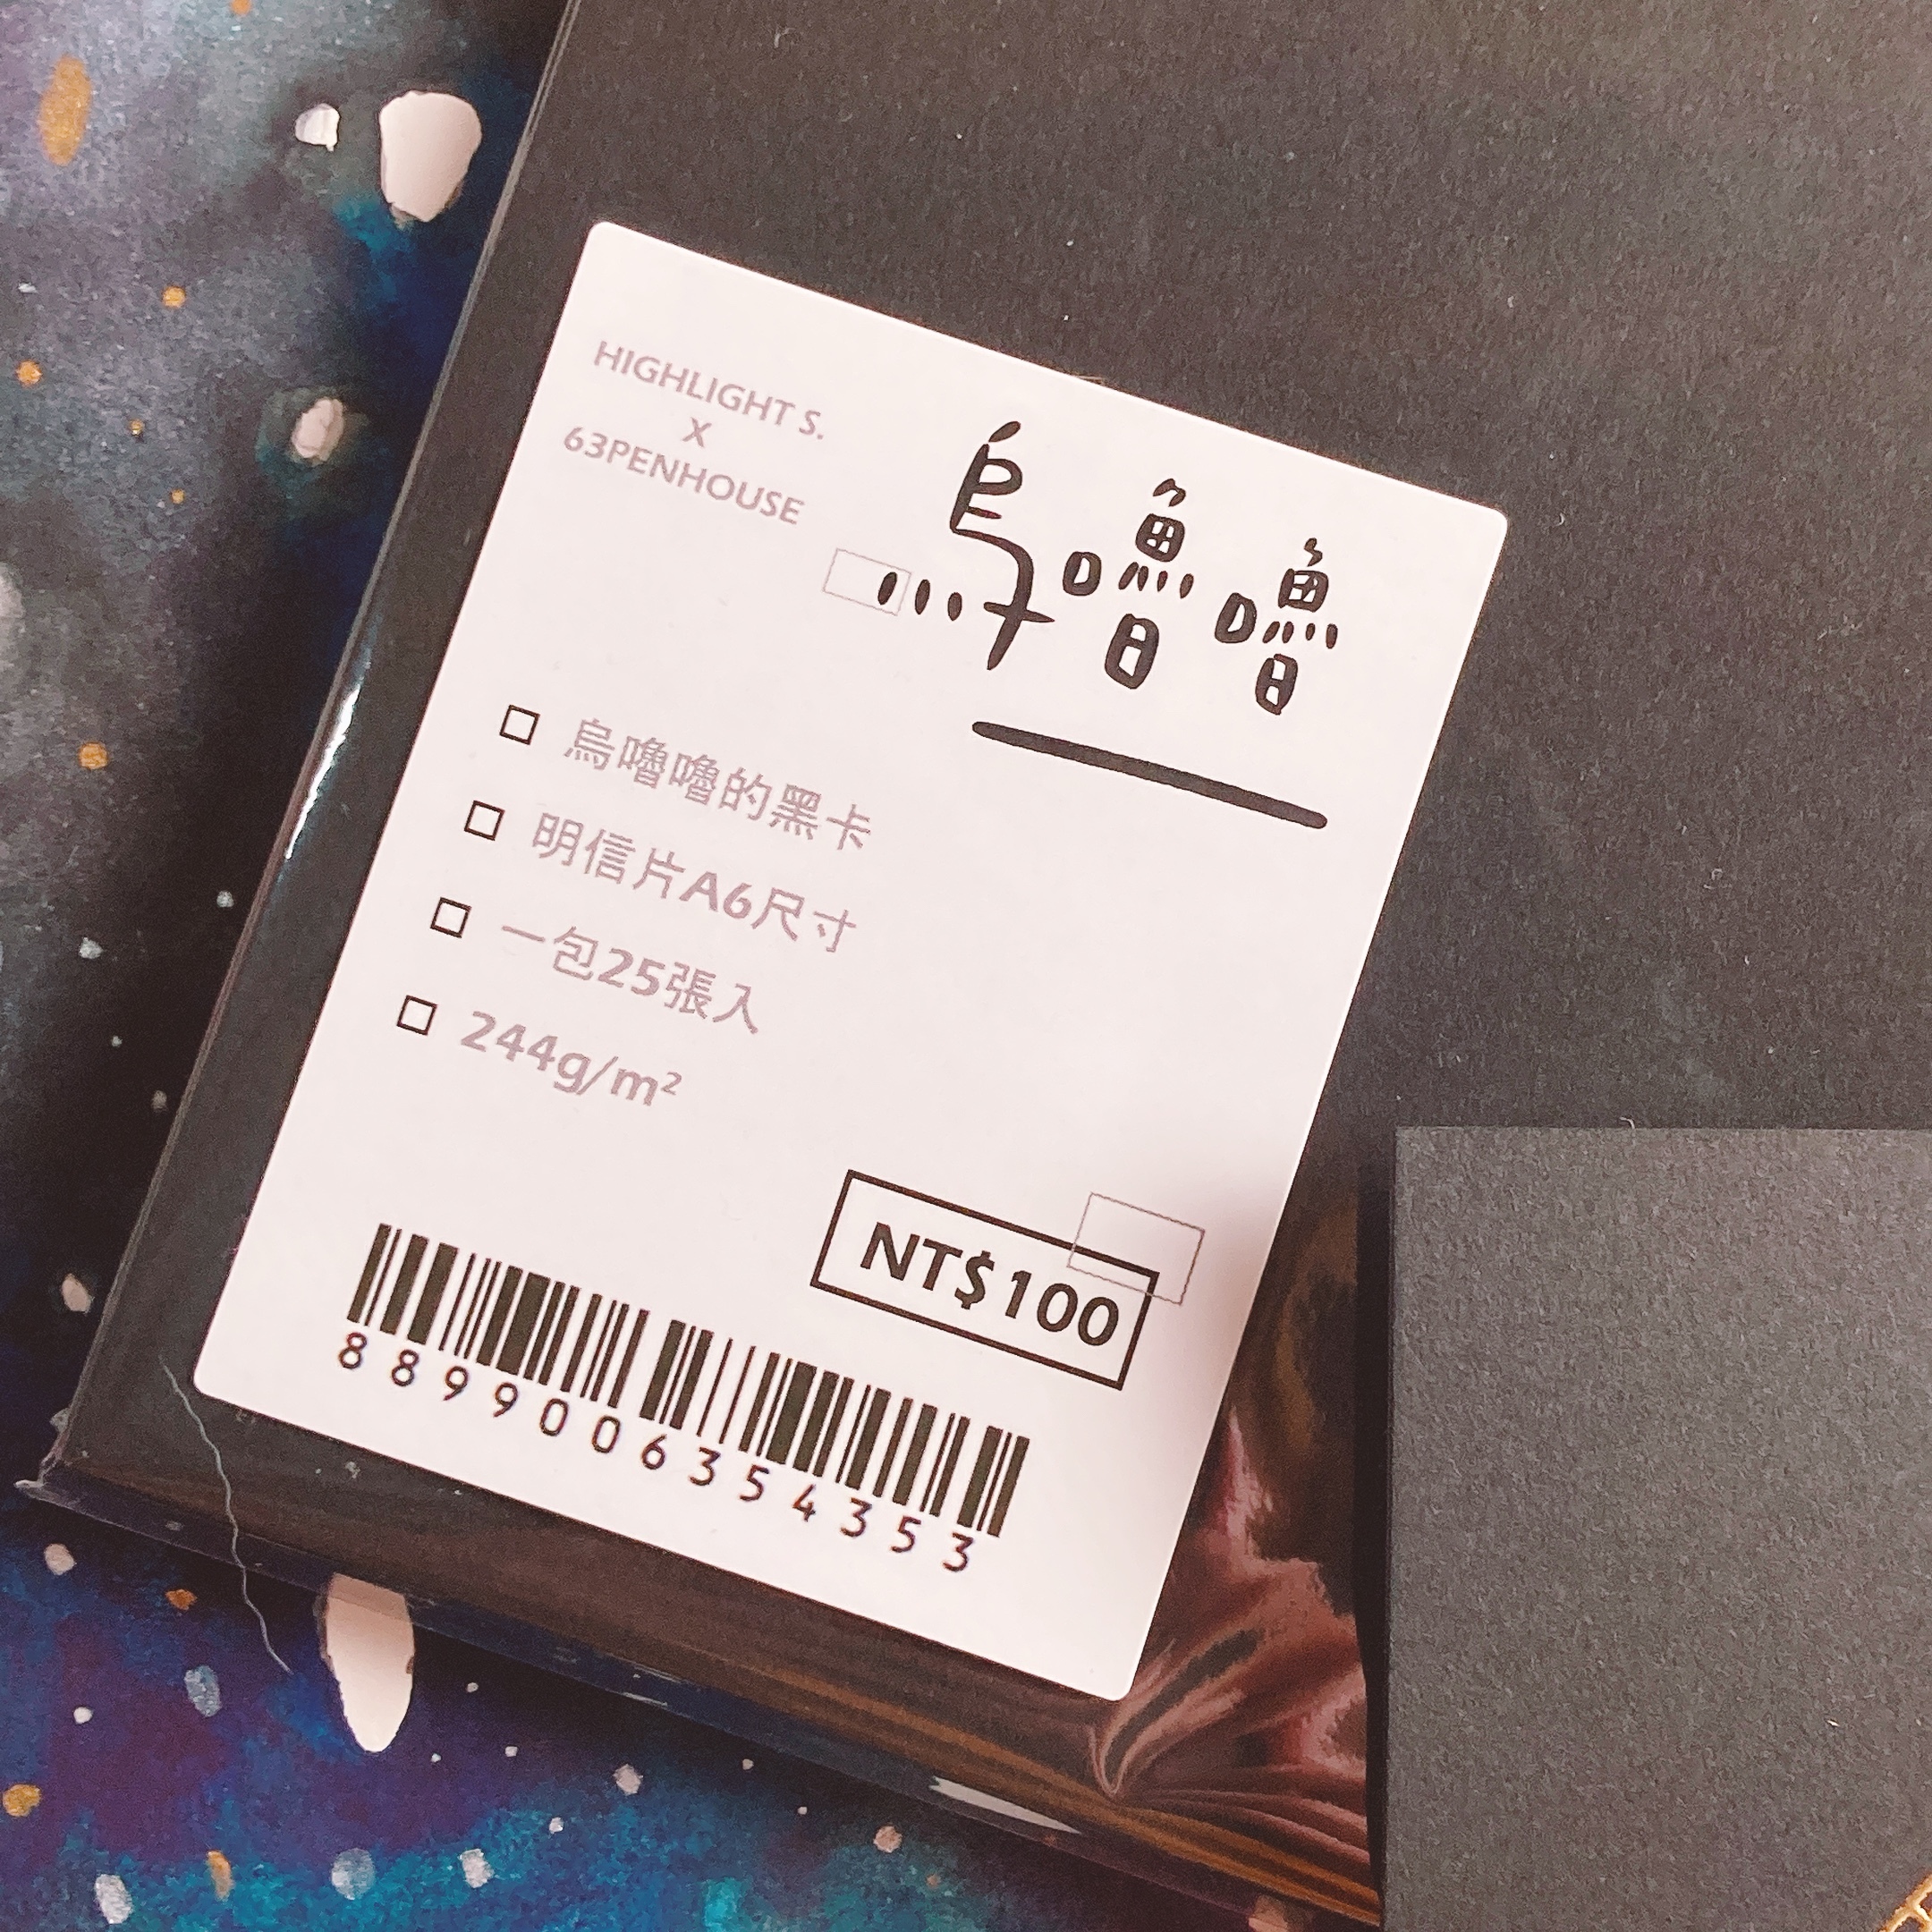 HIGHLIGHT S.
X
63PENHOUSE
烏嚕嚕
烏嚕嚕的黑卡
明信片A6尺寸
一包25張入
244g/m²
NT$100
8899006354353